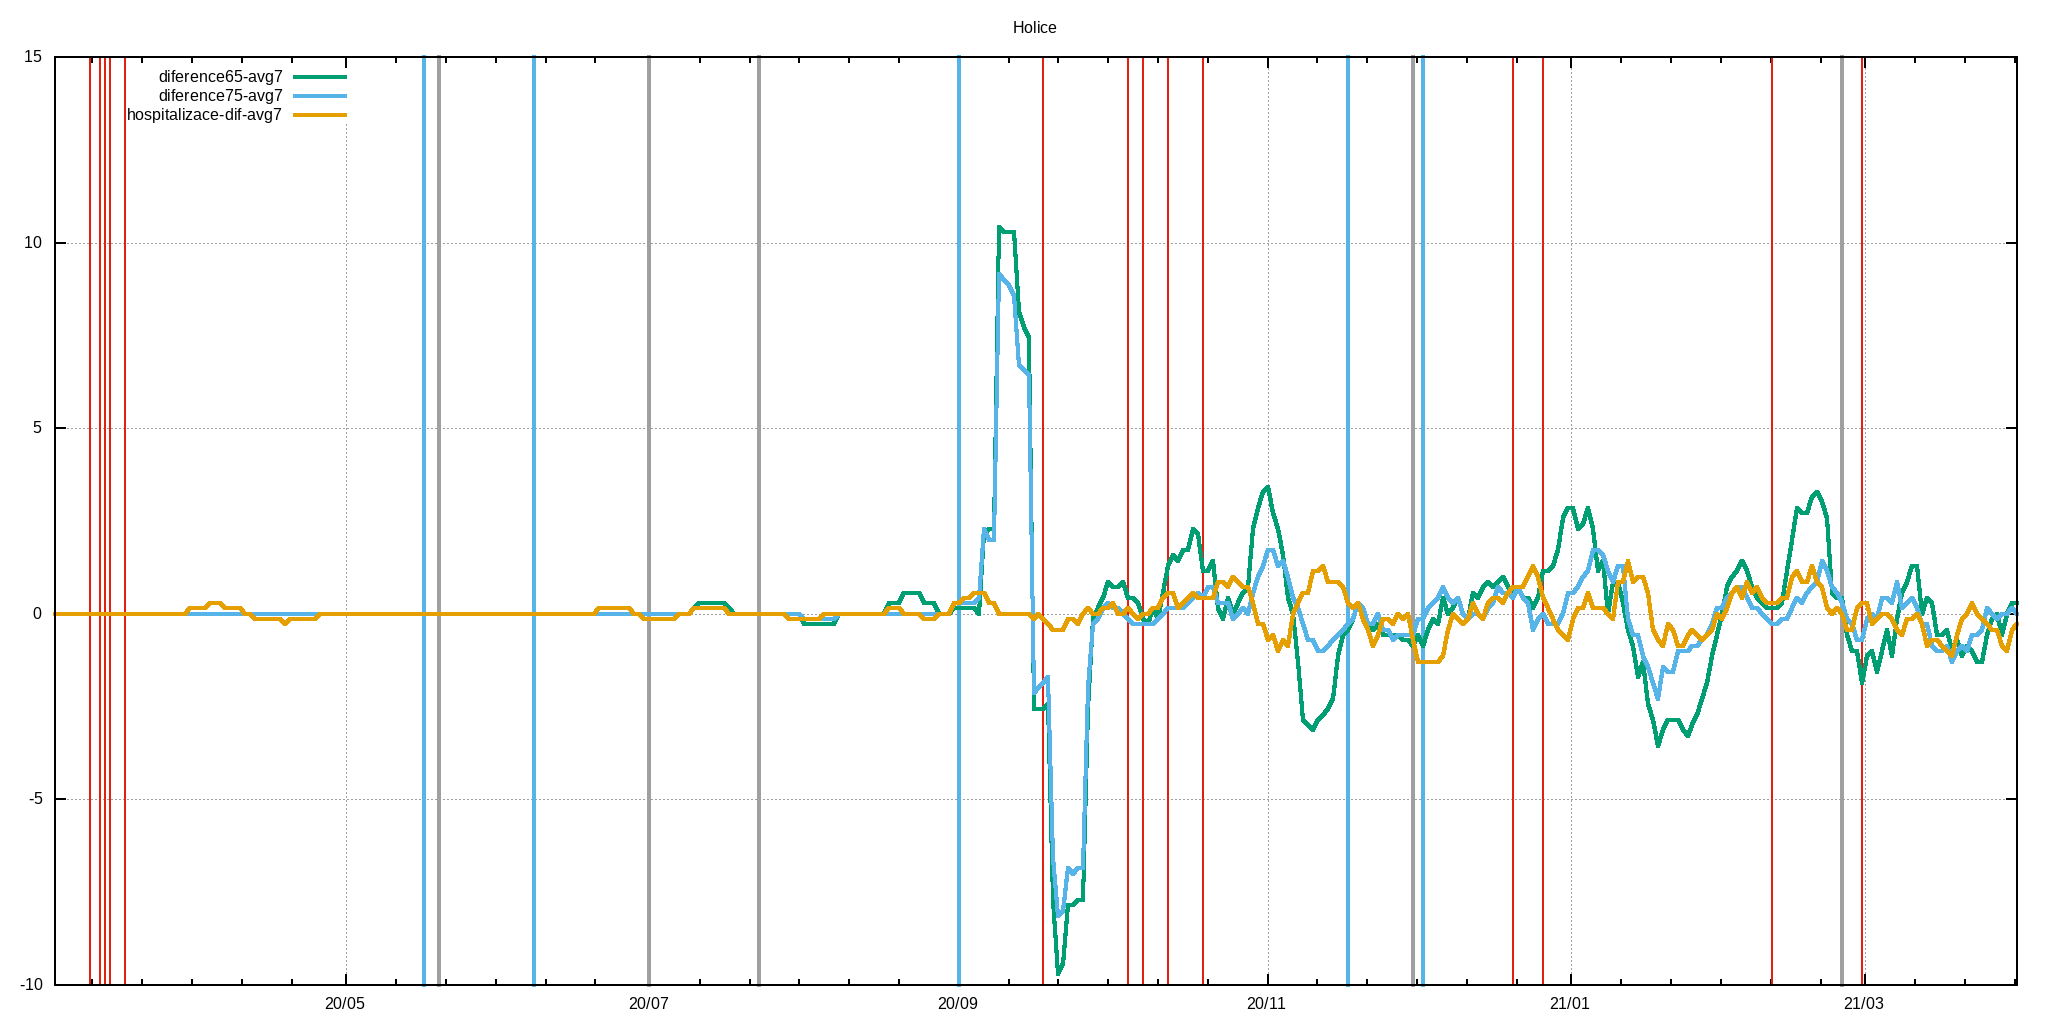 Holice
15
diference65-avg7
diference75-avg7
hospitalizace-dif-avg7
10
5
0
-5
-10
20/05 20/07 20/09 20/11 21/01 21/03